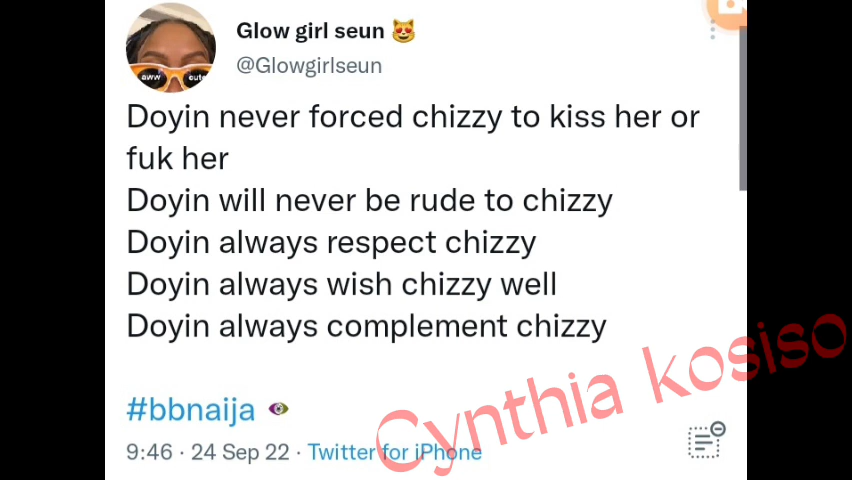 Glow girl seun 😻
@Glowgirlseun
aww cute
Doyin never forced chizzy to kiss her or
fuk her
Doyin will never be rude to chizzy
Doyin always respect chizzy
Doyin always wish chizzy well
Doyin always complement chizzy
#bbnaija
9:46 · 24 Sep 22 · Twitter for iPhone
Cynthia kosiso